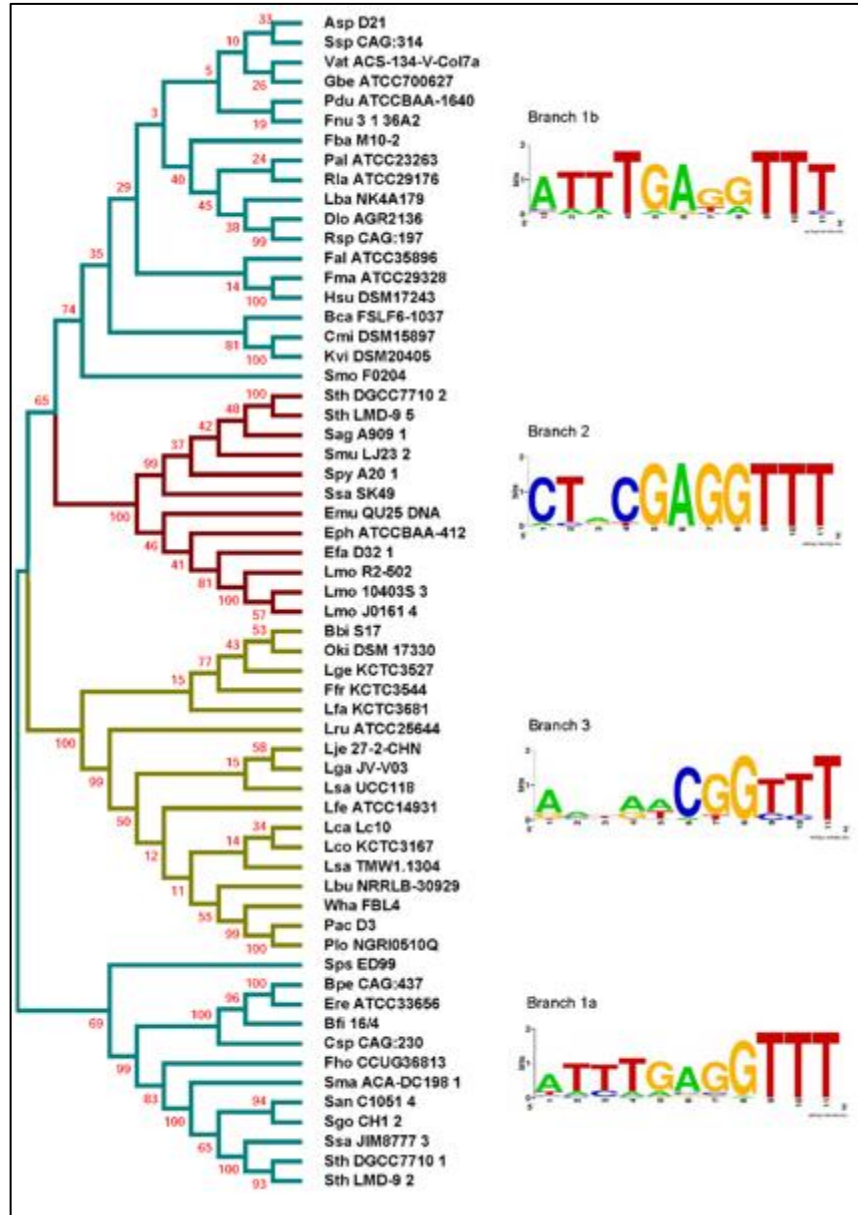 Asp D21
Ssp CAG:314
Vat ACS-134-V-Col7a
Gbe ATCC700627
Pdu ATCCBAA-1640
Fnu 3 1 36A2
Fba M10-2
Pal ATCC23263
Rla ATCC29176
Lba NK4A179
Dlo AGR2136
Rsp CAG:197
Fal ATCC35896
Fma ATCC29328
Hsu DSM17243
Bca FSLF6-1037
Cmi DSM15897
Kvi DSM20405
Smo F0204
Sth DGCC7710 2
Sth LMD-9 5
Sag A909 1
Smu LJ23 2
Spy A20 1
Ssa SK49
Emu QU25 DNA
Eph ATCCBAA-412
Efa D32 1
Lmo R2-502
Lmo 10403S 3
Lmo J0161 4
Bbi S17
Oki DSM 17330
Lge KCTC3527
Ffr KCTC3544
Lfa KCTC3681
Lru ATCC25644
Lje 27-2-CHN
Lga JV-V03
Lsa UCC118
Lfe ATCC14931
Lca Lc10
Lco KCTC3167
Lsa TMW1.1304
Lbu NRRLB-30929
Wha FBL4
Pac D3
Plo NGRI0510Q
Sps ED99
Bpe CAG:437
Ere ATCC33656
Bfi 16/4
Csp CAG:230
Fho CCUG36813
Sma ACA-DC198 1
San C1051 4
Sgo CH1 2
Ssa JIM8777 3
Sth DGCC7710 1
Sth LMD-9 2
33
10
5
26
3
19
24
40
29
45
38
99
35
14
100
74
81
100
65
100
48
42
37
99
100
46
41
81
100
57
53
43
77
15
100
99
58
15
50
34
14
12
11
55
99
100
100
96
100
69
99
83
94
100
65
100
93
Branch 1b
ATTTGAGGTTT
Branch 2
CT CGAGGTTT
Branch 3
A AACGGTTT
Branch 1a
ATTTGAGGTTT